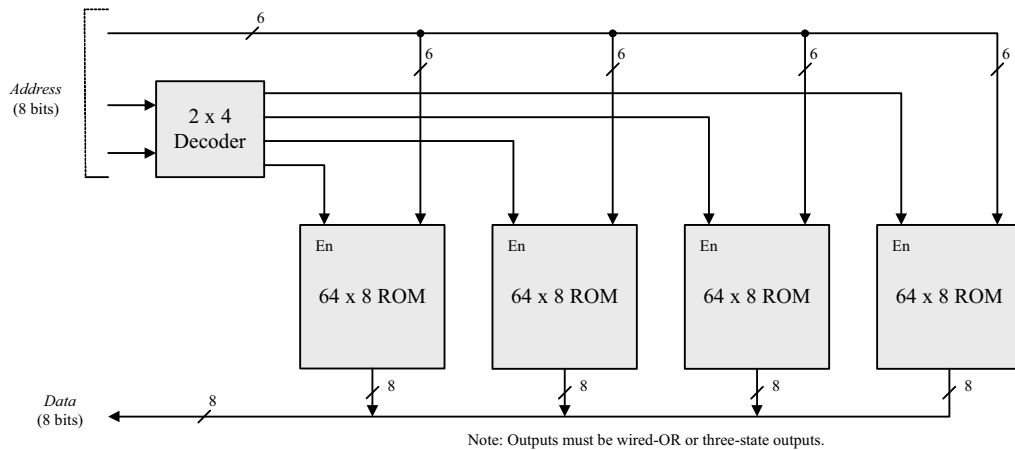 6
6
6
6
6
Address
(8 bits)
2 x 4
Decoder
En
En
En
En
64 x 8 ROM
64 x 8 ROM
64 x 8 ROM
64 x 8 ROM
8
8
8
8
Data
(8 bits)
8
Note: Outputs must be wired-OR or three-state outputs.